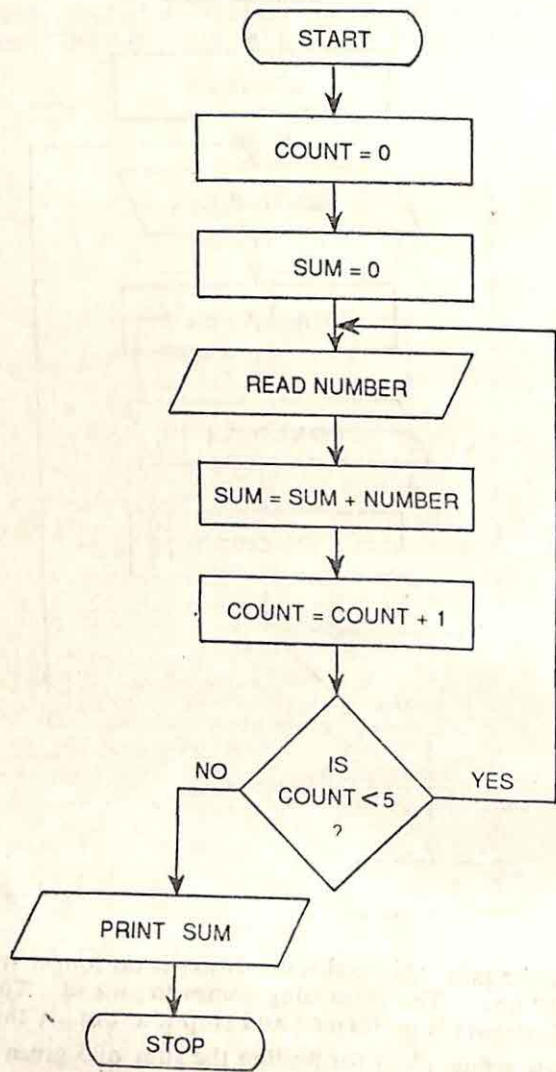 START
COUNT = 0
SUM = 0
READ NUMBER
SUM = SUM + NUMBER
COUNT = COUNT + 1
IS
COUNT < 5
?
NO
YES
PRINT SUM
STOP